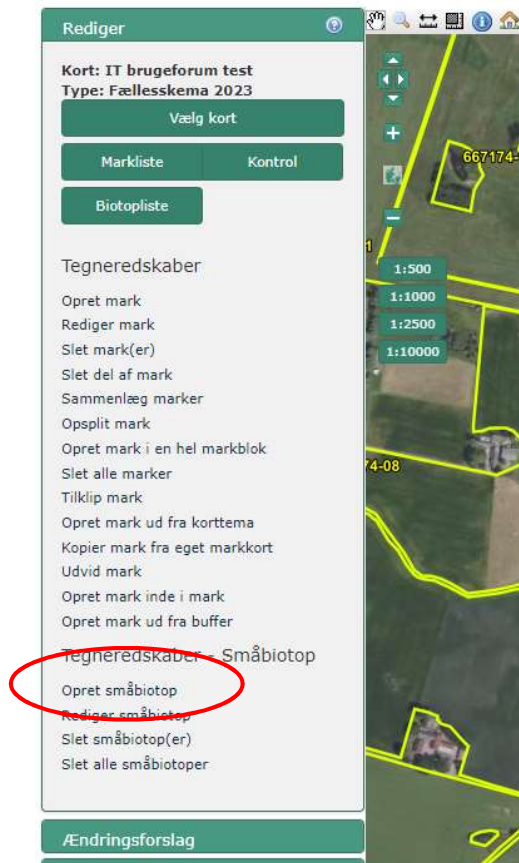 Rediger
Kort: IT brugeforum test
Type: Fællesskema 2023
Vælg kort
Markliste
Kontrol
Biotopliste
Tegneredskaber
Opret mark
Rediger mark
Slet mark(er)
Slet del af mark
Sammenlæg marker
Opsplit mark
Opret mark i en hel markblok
Slet alle marker
Tilklip mark
Opret mark ud fra korttema
Kopier mark fra eget markkort
Udvid mark
Opret mark inde i mark
Opret mark ud fra buffer
Tegneredskaber - Småbiotop
Opret småbiotop
Rediger småbiotop
Slet småbiotop(er)
Slet alle småbiotoper
Ændringsforslag
667174-
1
1:500
1:1000
1:2500
1:10000
74-08